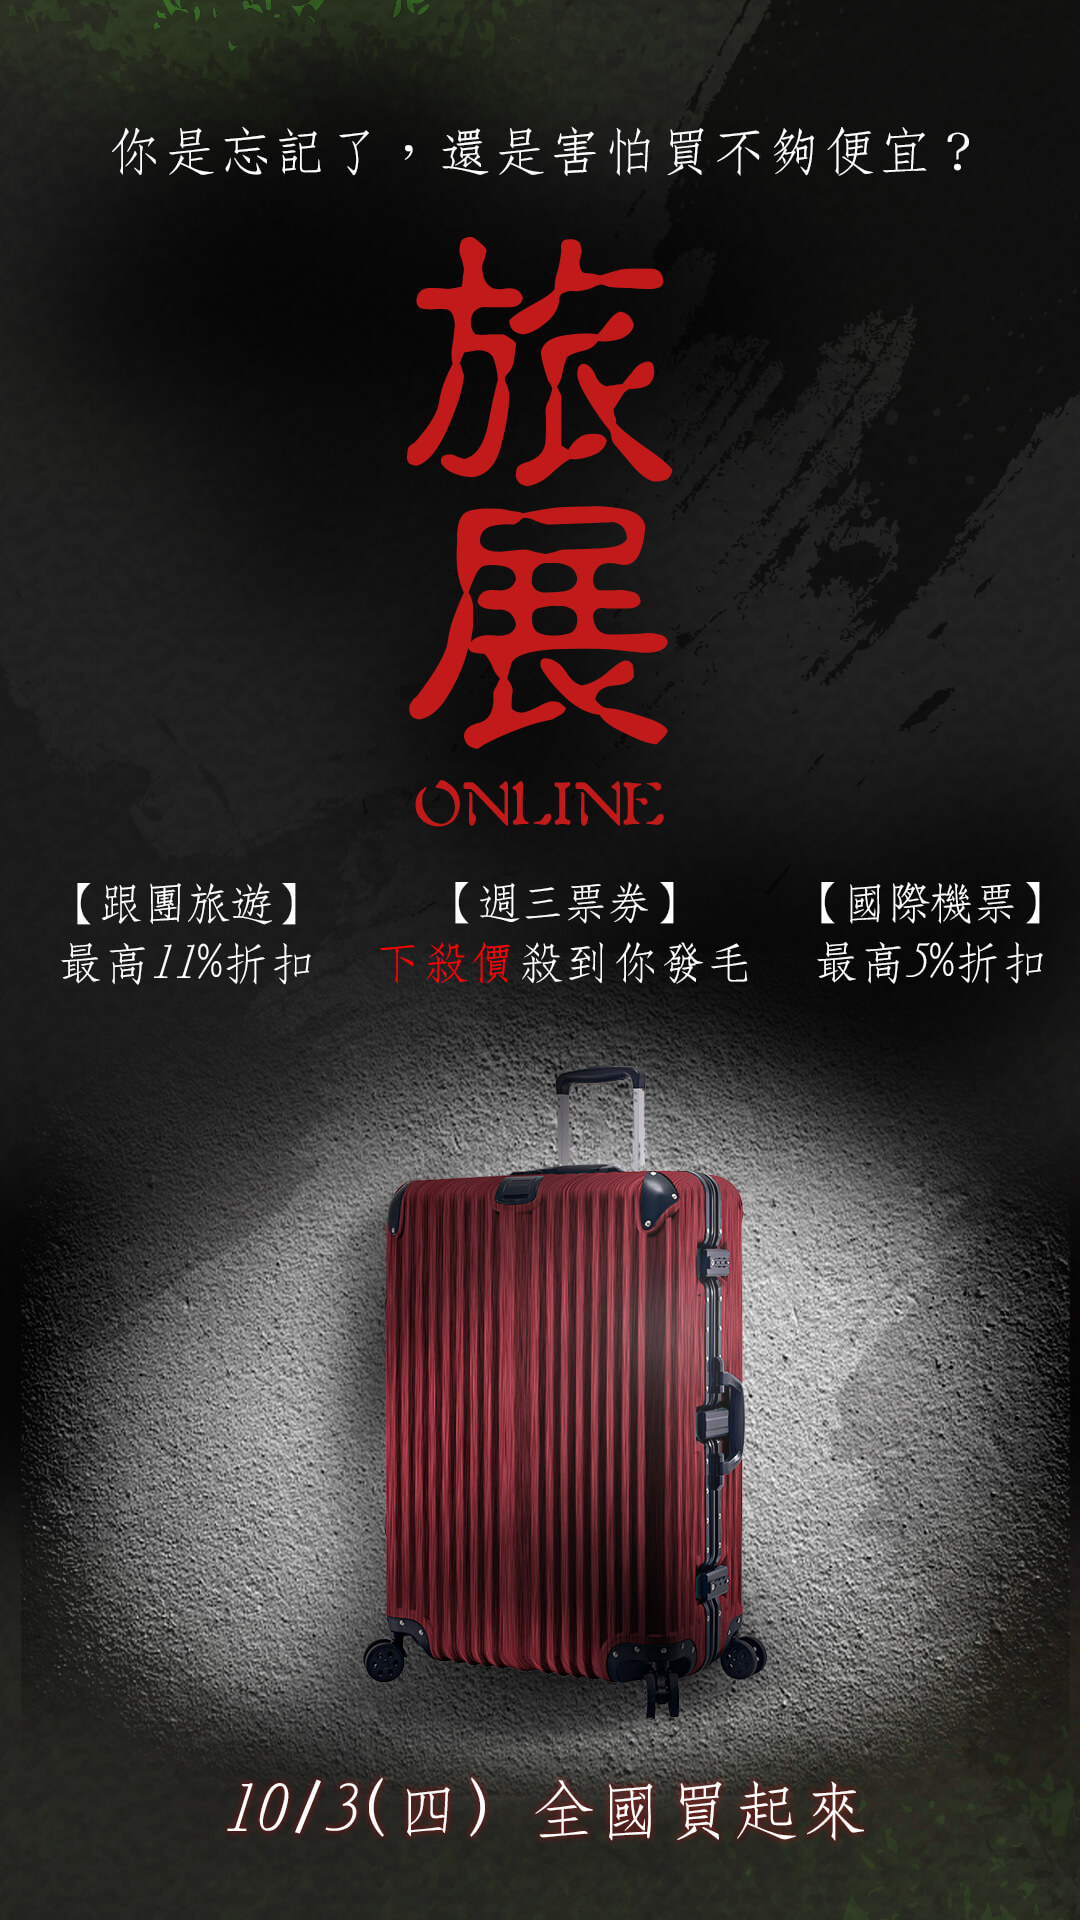 你是忘記了，還是害怕買不夠便宜？
旅
展
ONLINE
【跟團旅遊】
最高11%折扣
【週三票券】
下殺價殺到你發毛
【國際機票】
最高5%折扣
10/3(四) 全國買起來